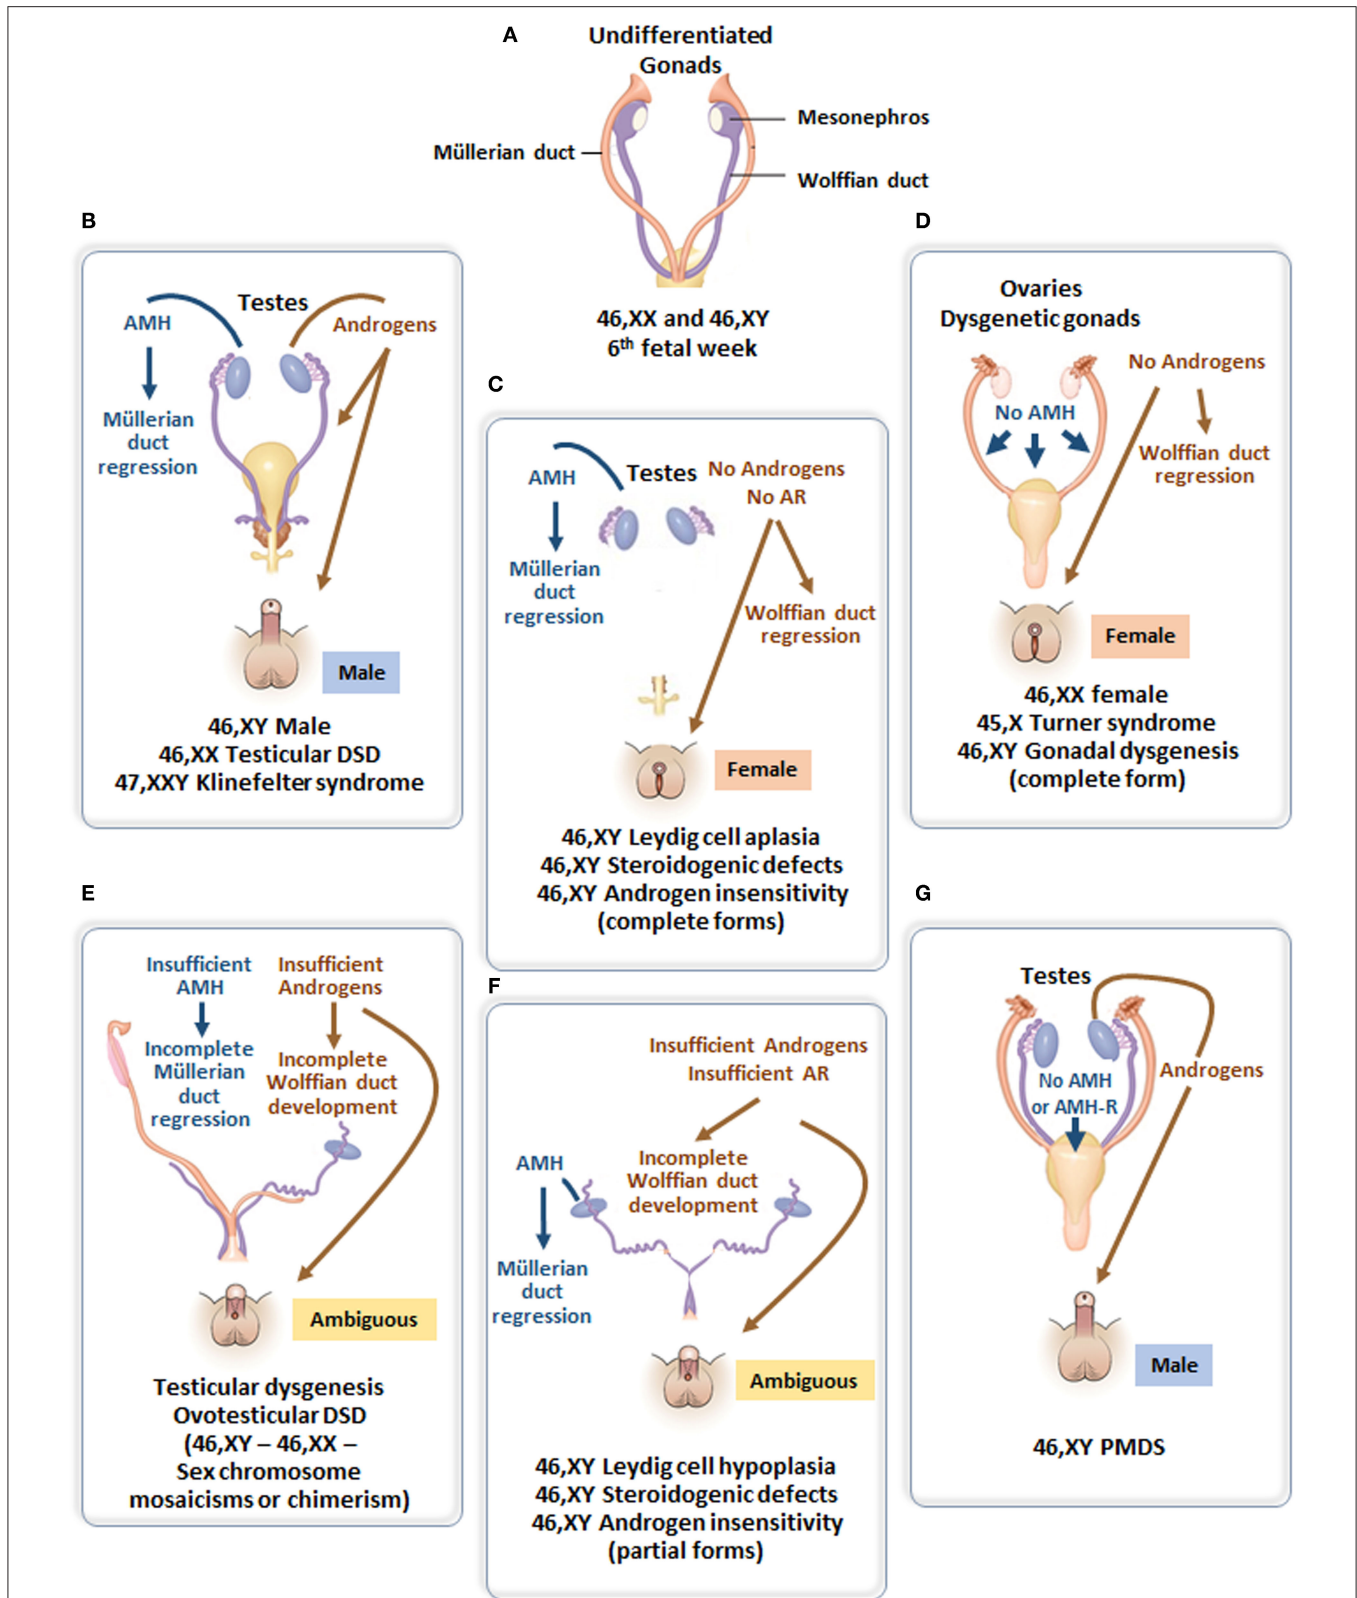 A
Undifferentiated
Gonads
Mesonephros
Müllerian duct
Wolffian duct
46,XX and 46,XY
6th fetal week
B
Testes
AMH
Androgens
Müllerian
duct
regression
Male
46,XY Male
46,XX Testicular DSD
47,XXY Klinefelter syndrome
C
AMH
Testes
No Androgens
No AR
Müllerian
duct
regression
Wolffian duct
regression
Female
46,XY Leydig cell aplasia
46,XY Steroidogenic defects
46,XY Androgen insensitivity
(complete forms)
D
Ovaries
Dysgenetic gonads
No Androgens
No AMH
Wolffian duct
regression
Female
46,XX female
45,X Turner syndrome
46,XY Gonadal dysgenesis
(complete form)
E
Insufficient
AMH
Insufficient
Androgens
Incomplete
Müllerian
duct
regression
Incomplete
Wolffian duct
development
Ambiguous
Testicular dysgenesis
Ovotesticular DSD
(46,XY – 46,XX –
Sex chromosome
mosaicisms or chimerism)
F
Insufficient Androgens
Insufficient AR
AMH
Incomplete
Wolffian duct
development
Müllerian
duct
regression
Ambiguous
46,XY Leydig cell hypoplasia
46,XY Steroidogenic defects
46,XY Androgen insensitivity
(partial forms)
G
Testes
Androgens
No AMH
or AMH-R
Male
46,XY PMDS